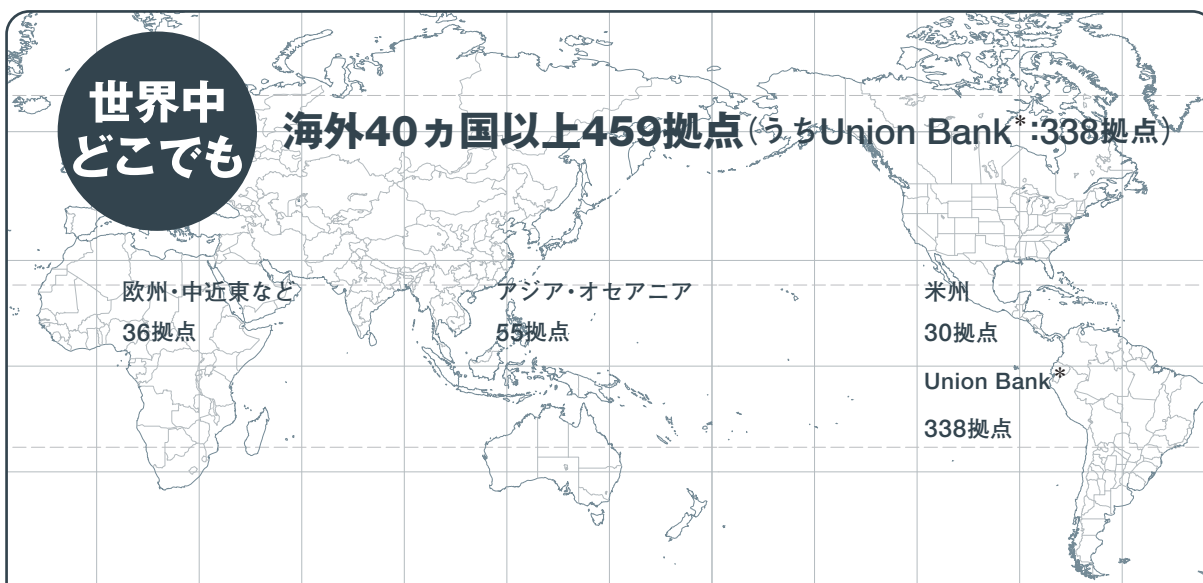 世界中
どこでも
海外40ヵ国以上459拠点(うちUnion Bank*:338拠点)
欧州・中近東など
36拠点
アジア・オセアニア
55拠点
米州
30拠点
Union Bank*
338拠点